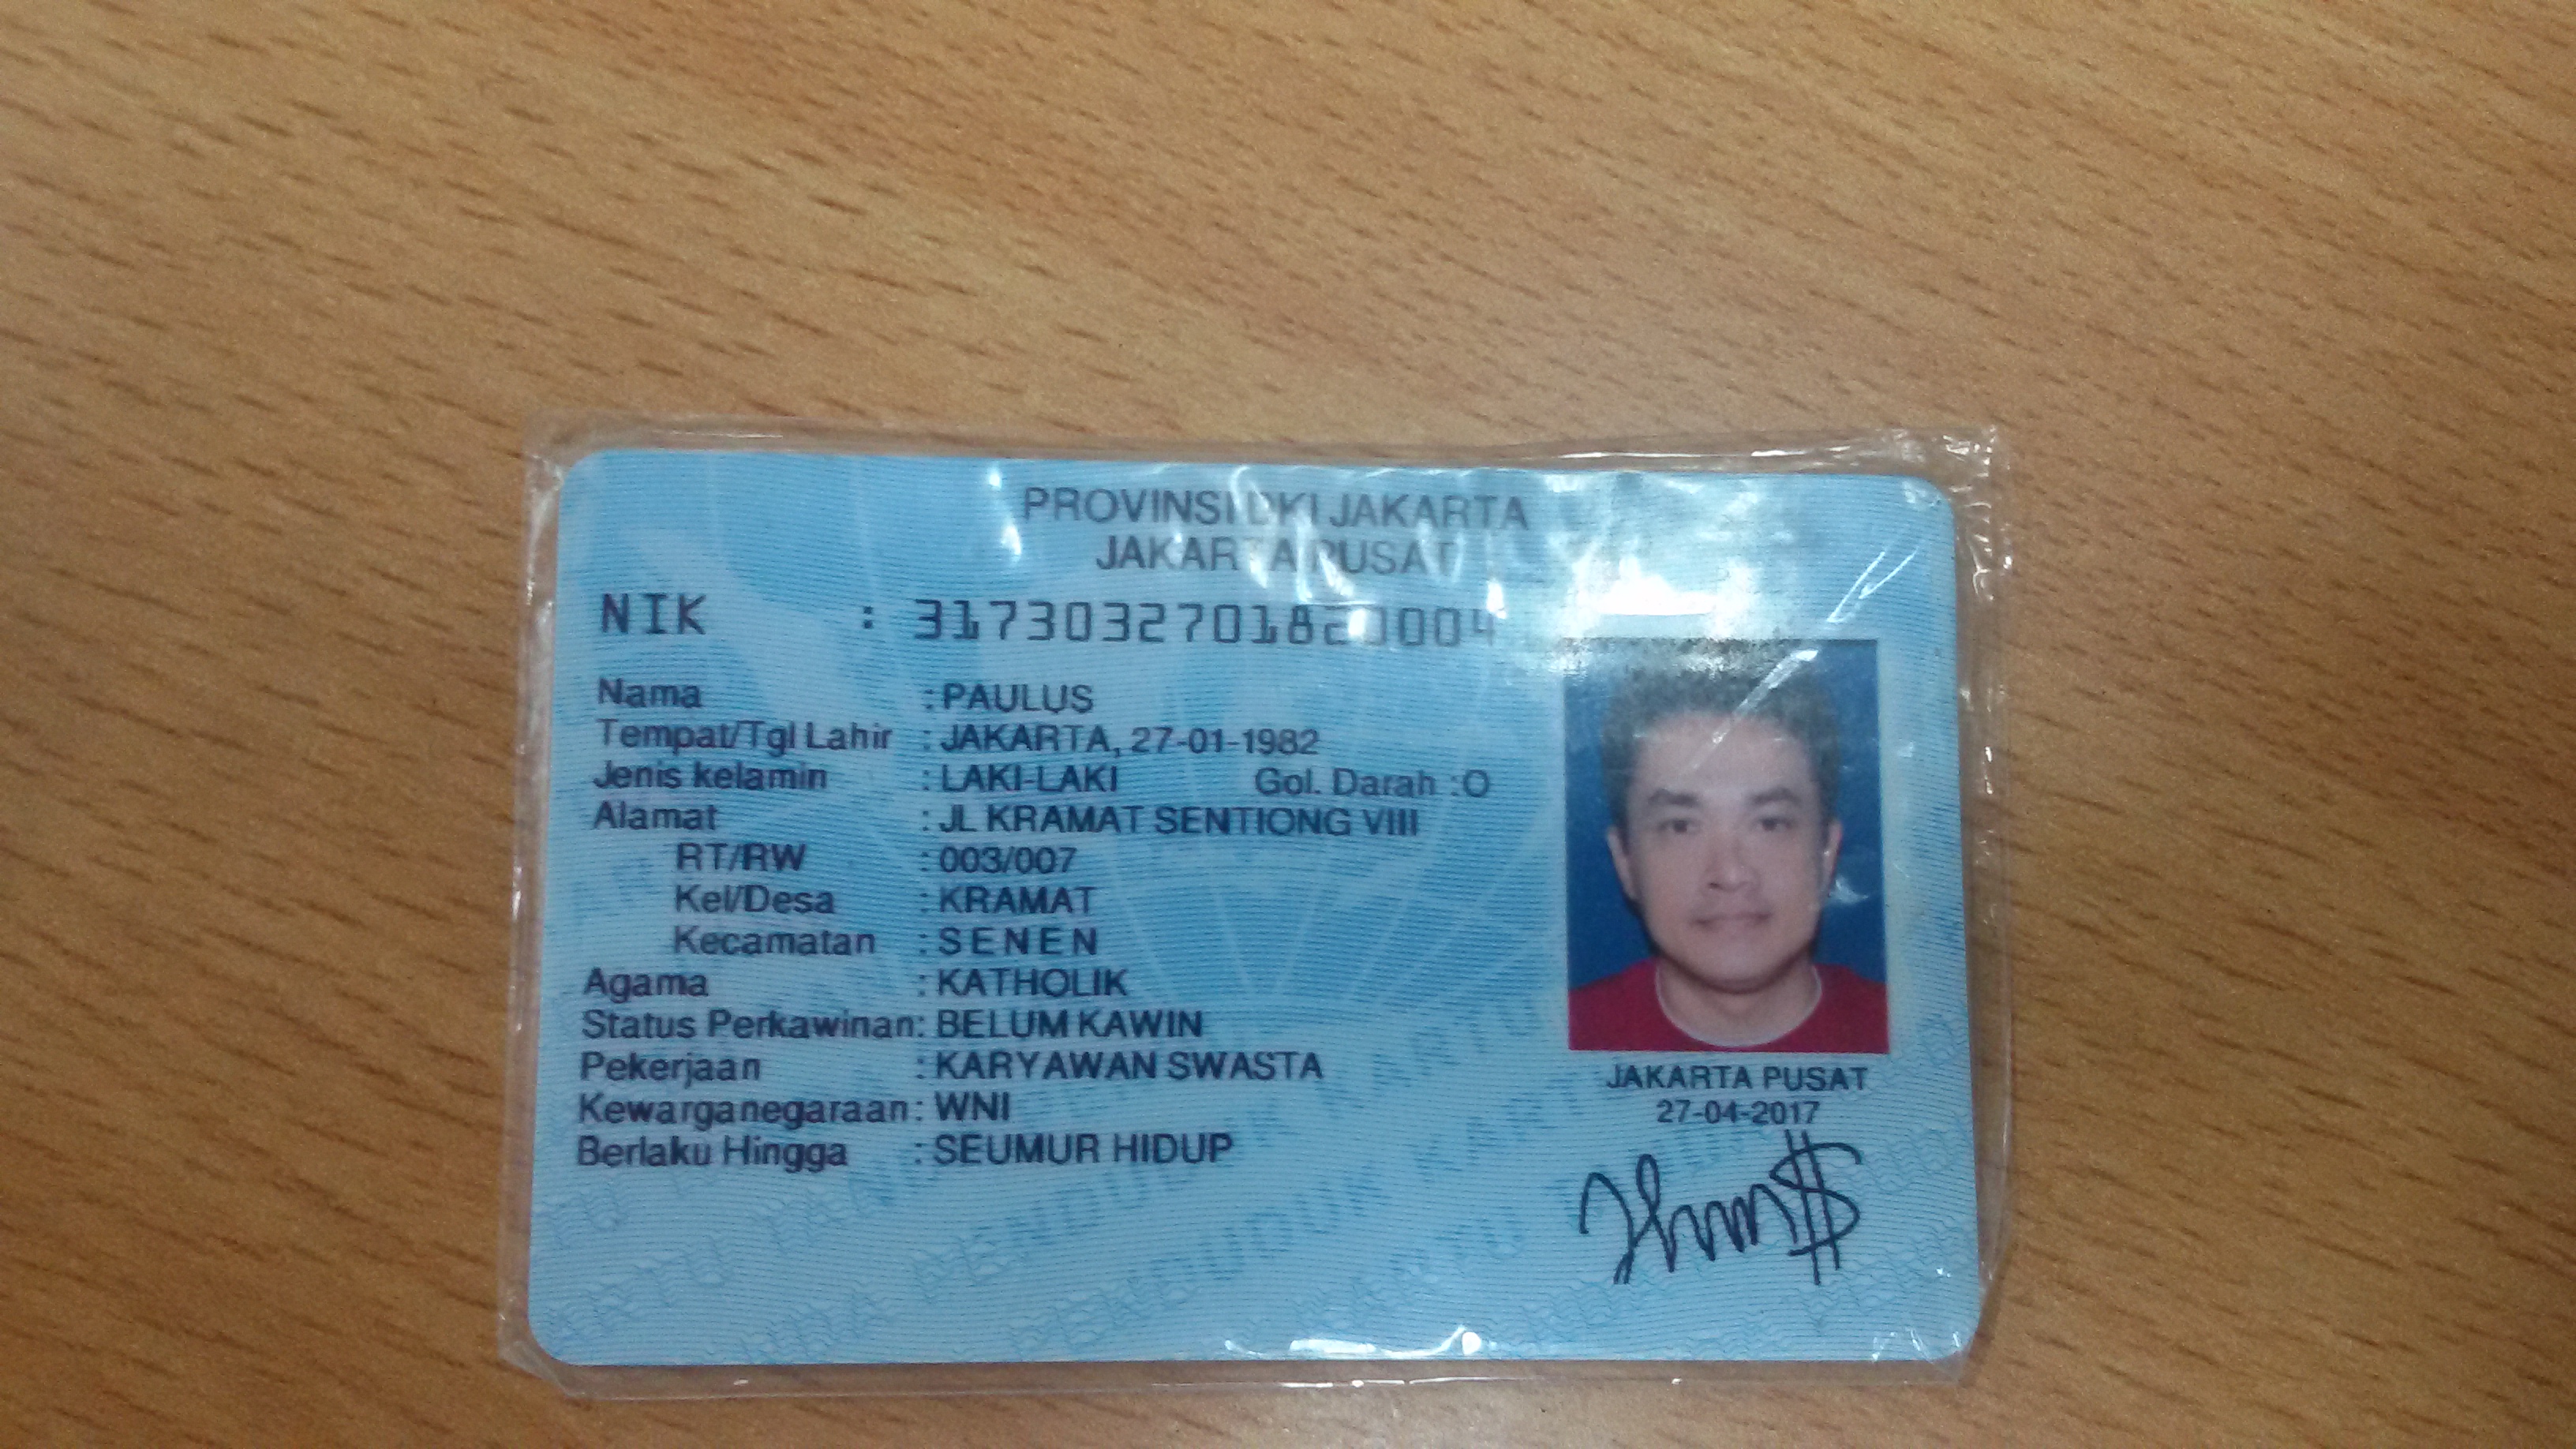 PROVINSI DKI JAKARTA
JAKARTA PUSAT
NIK : 3173032701820004
Nama : PAULUS
Tempat/Tgl Lahir : JAKARTA, 27-01-1982
Jenis kelamin : LAKI-LAKI Gol. Darah : O
Alamat : JL KRAMAT SENTIONG VIII
RT/RW : 003/007
Kel/Desa : KRAMAT
Kecamatan : SENEN
Agama : KATHOLIK
Status Perkawinan: BELUM KAWIN
Pekerjaan : KARYAWAN SWASTA
Kewarganegaraan: WNI
Berlaku Hingga : SEUMUR HIDUP
JAKARTA PUSAT
27-04-2017